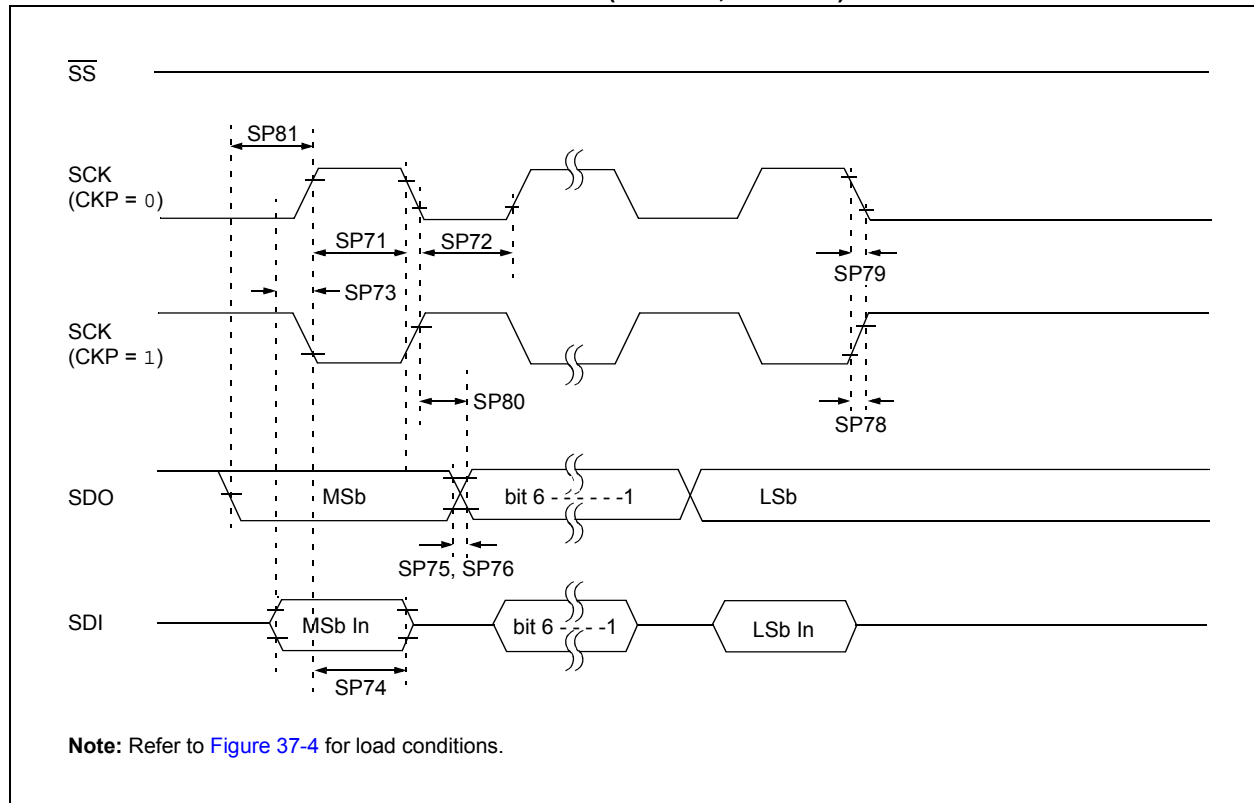 SS
SP81
SCK
(CKP = 0)
SP71
SP72
SP79
SP73
SCK
(CKP = 1)
SP80
SP78
SDO
MSb
bit 6 - - - - - -1
LSb
SP75, SP76
SDI
MSb In
bit 6 - - - -1
LSb In
SP74
Note: Refer to Figure 37-4 for load conditions.